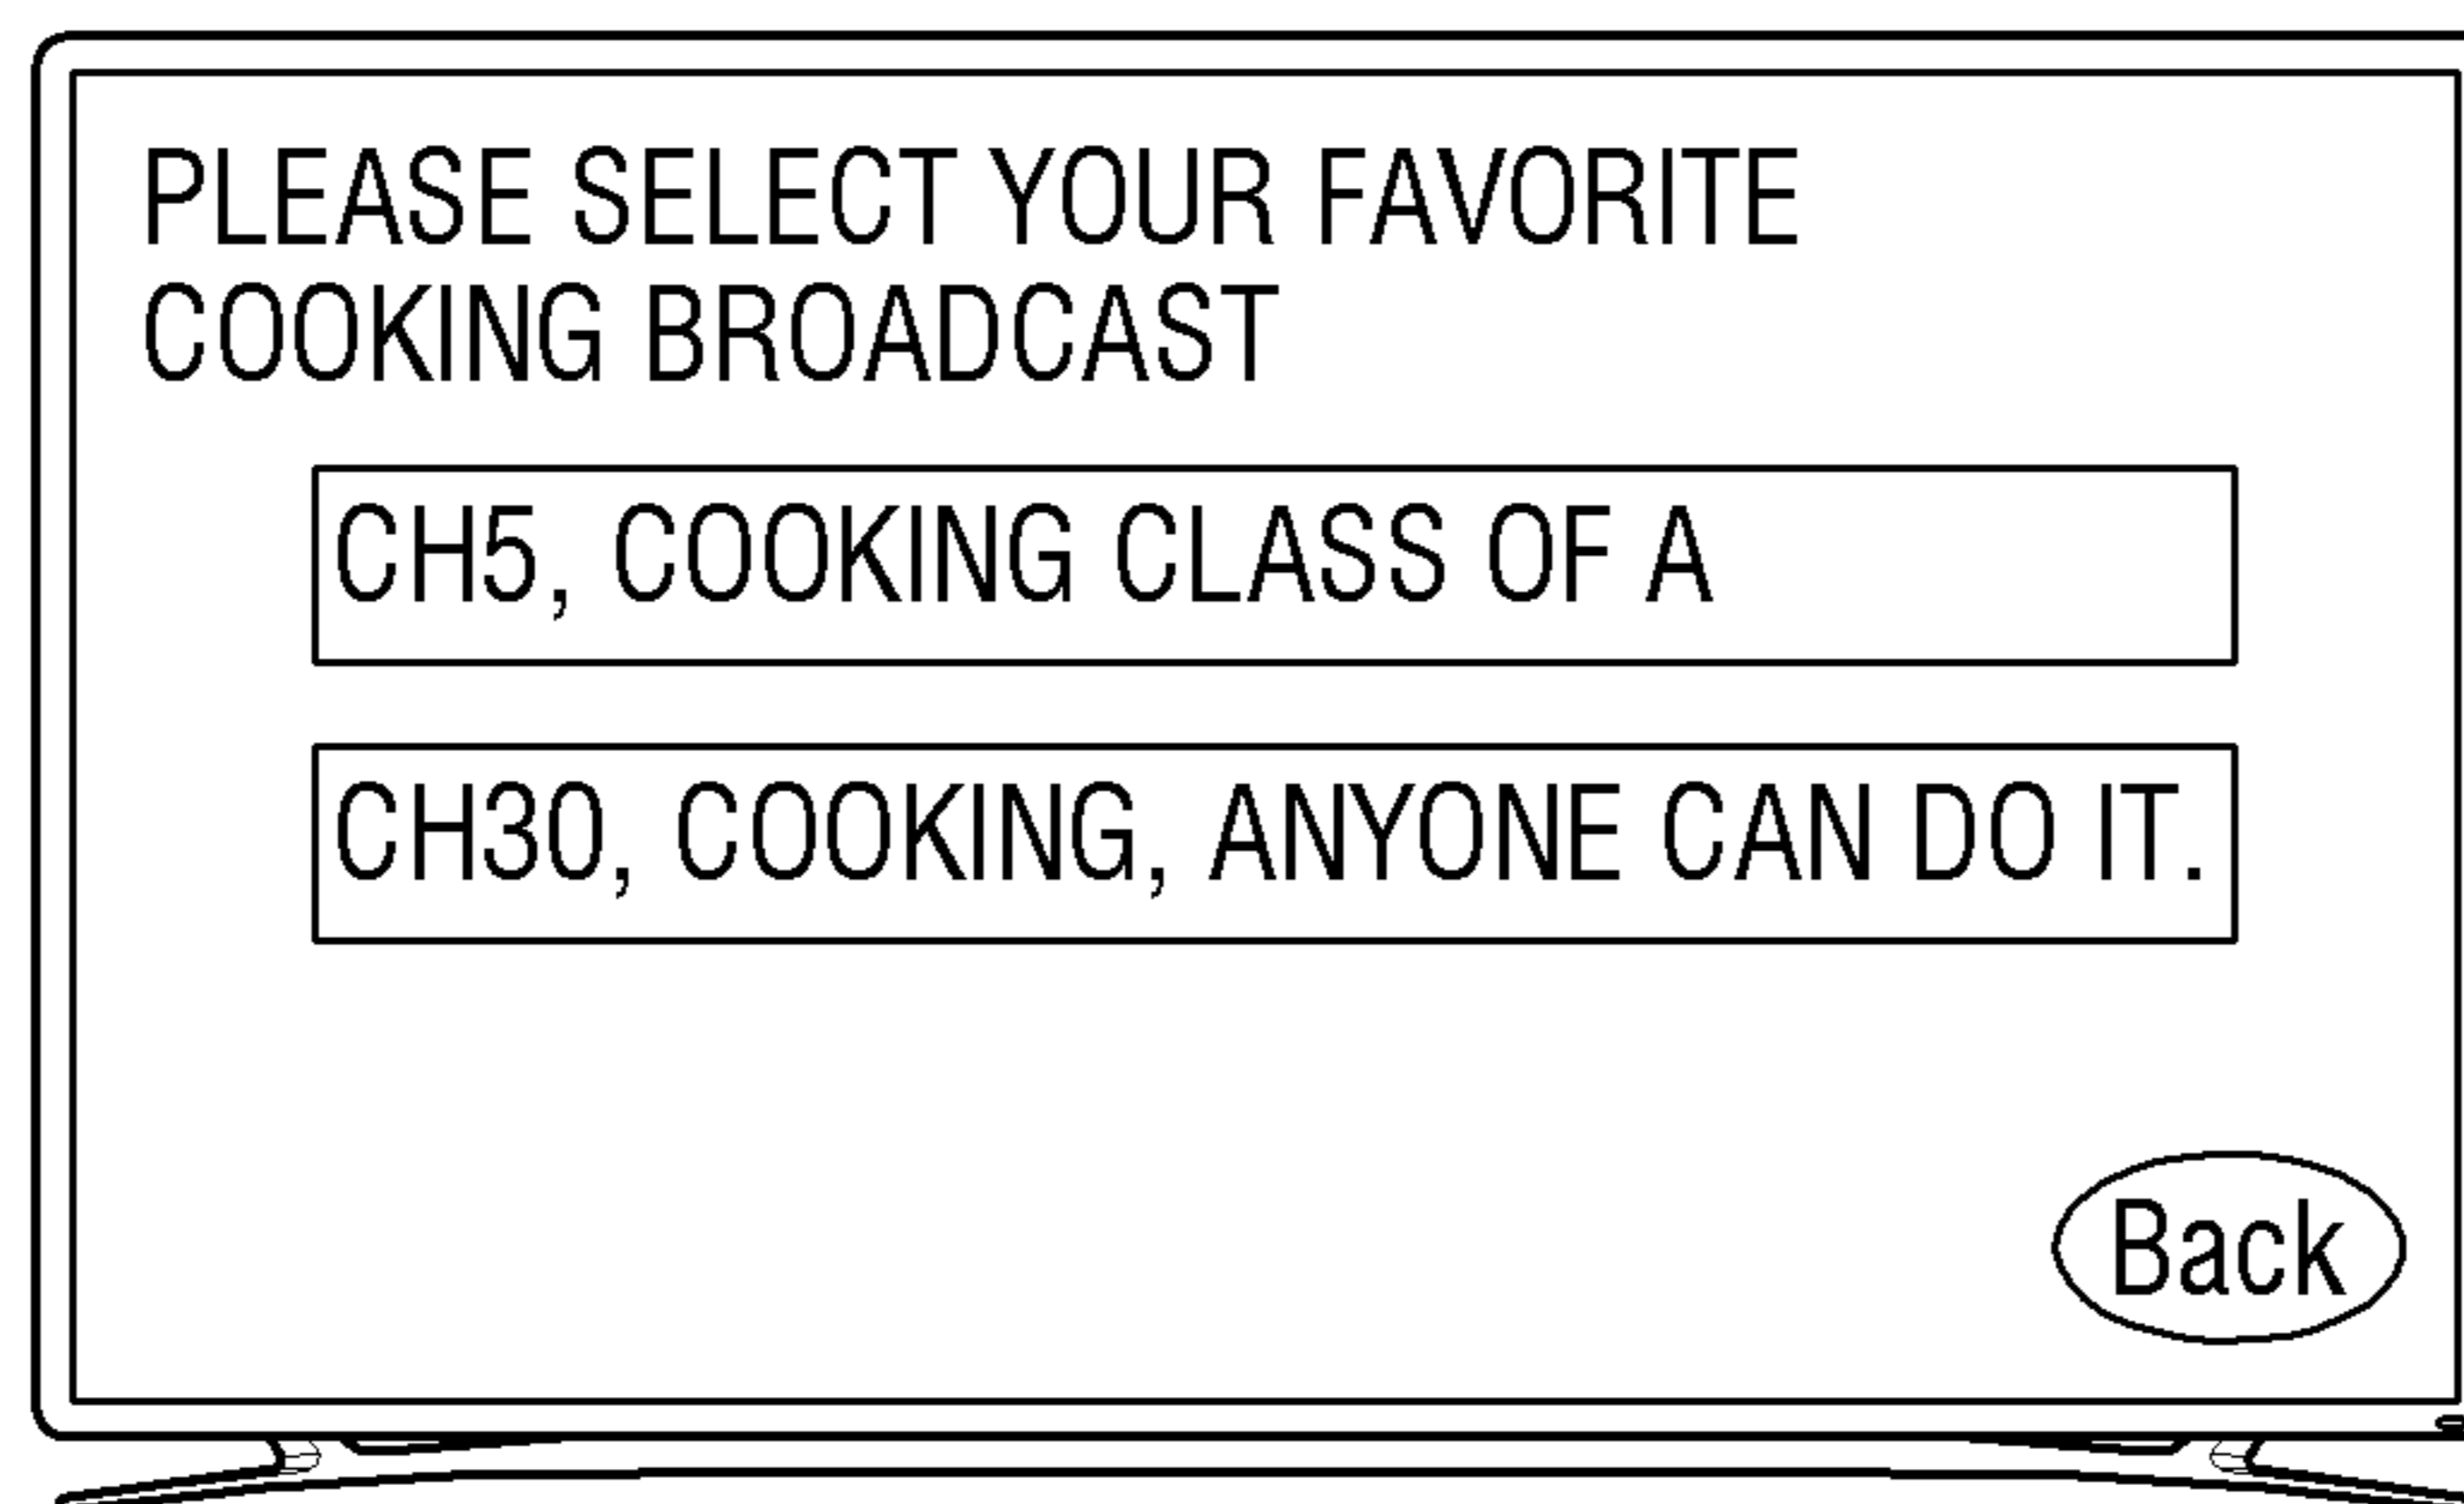 PLEASE SELECT YOUR FAVORITE
COOKING BROADCAST
CH5, COOKING CLASS OF A
CH30, COOKING, ANYONE CAN DO IT.
Back